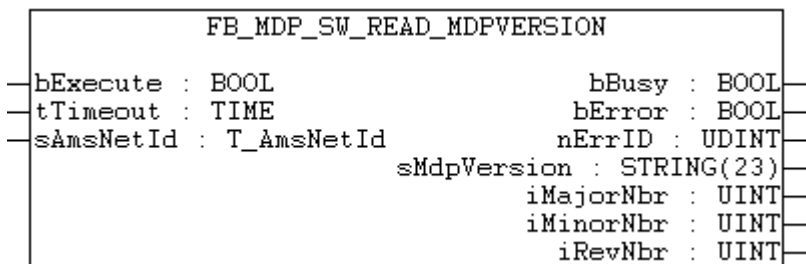 FB_MDP_SW_READ_MDPVERSION
bExecute : BOOL bBusy : BOOL
tTimeout : TIME bError : BOOL
sAmsNetId : T_AmsNetId nErrID : UDINT
sMdpVersion : STRING(23)
iMajorNbr : UINT
iMinorNbr : UINT
iRevNbr : UINT